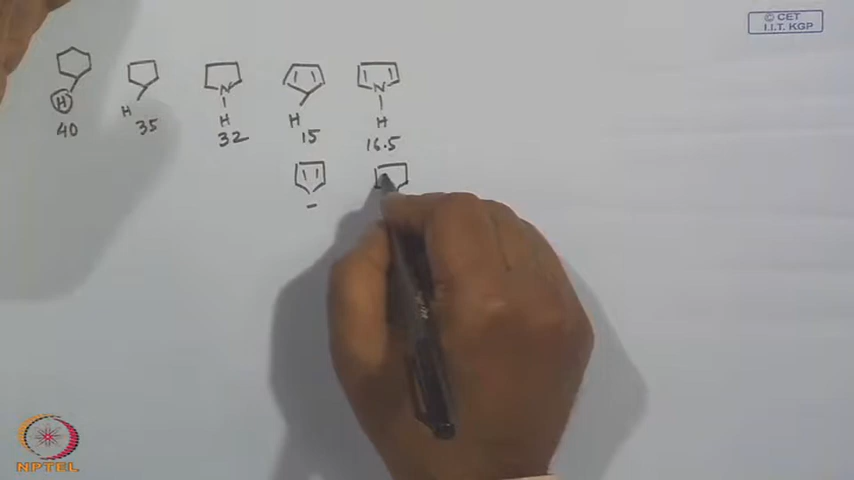 © CET
I.I.T. KGP
N
H H H H H
40 35 32 15 16.5
N
NPTEL